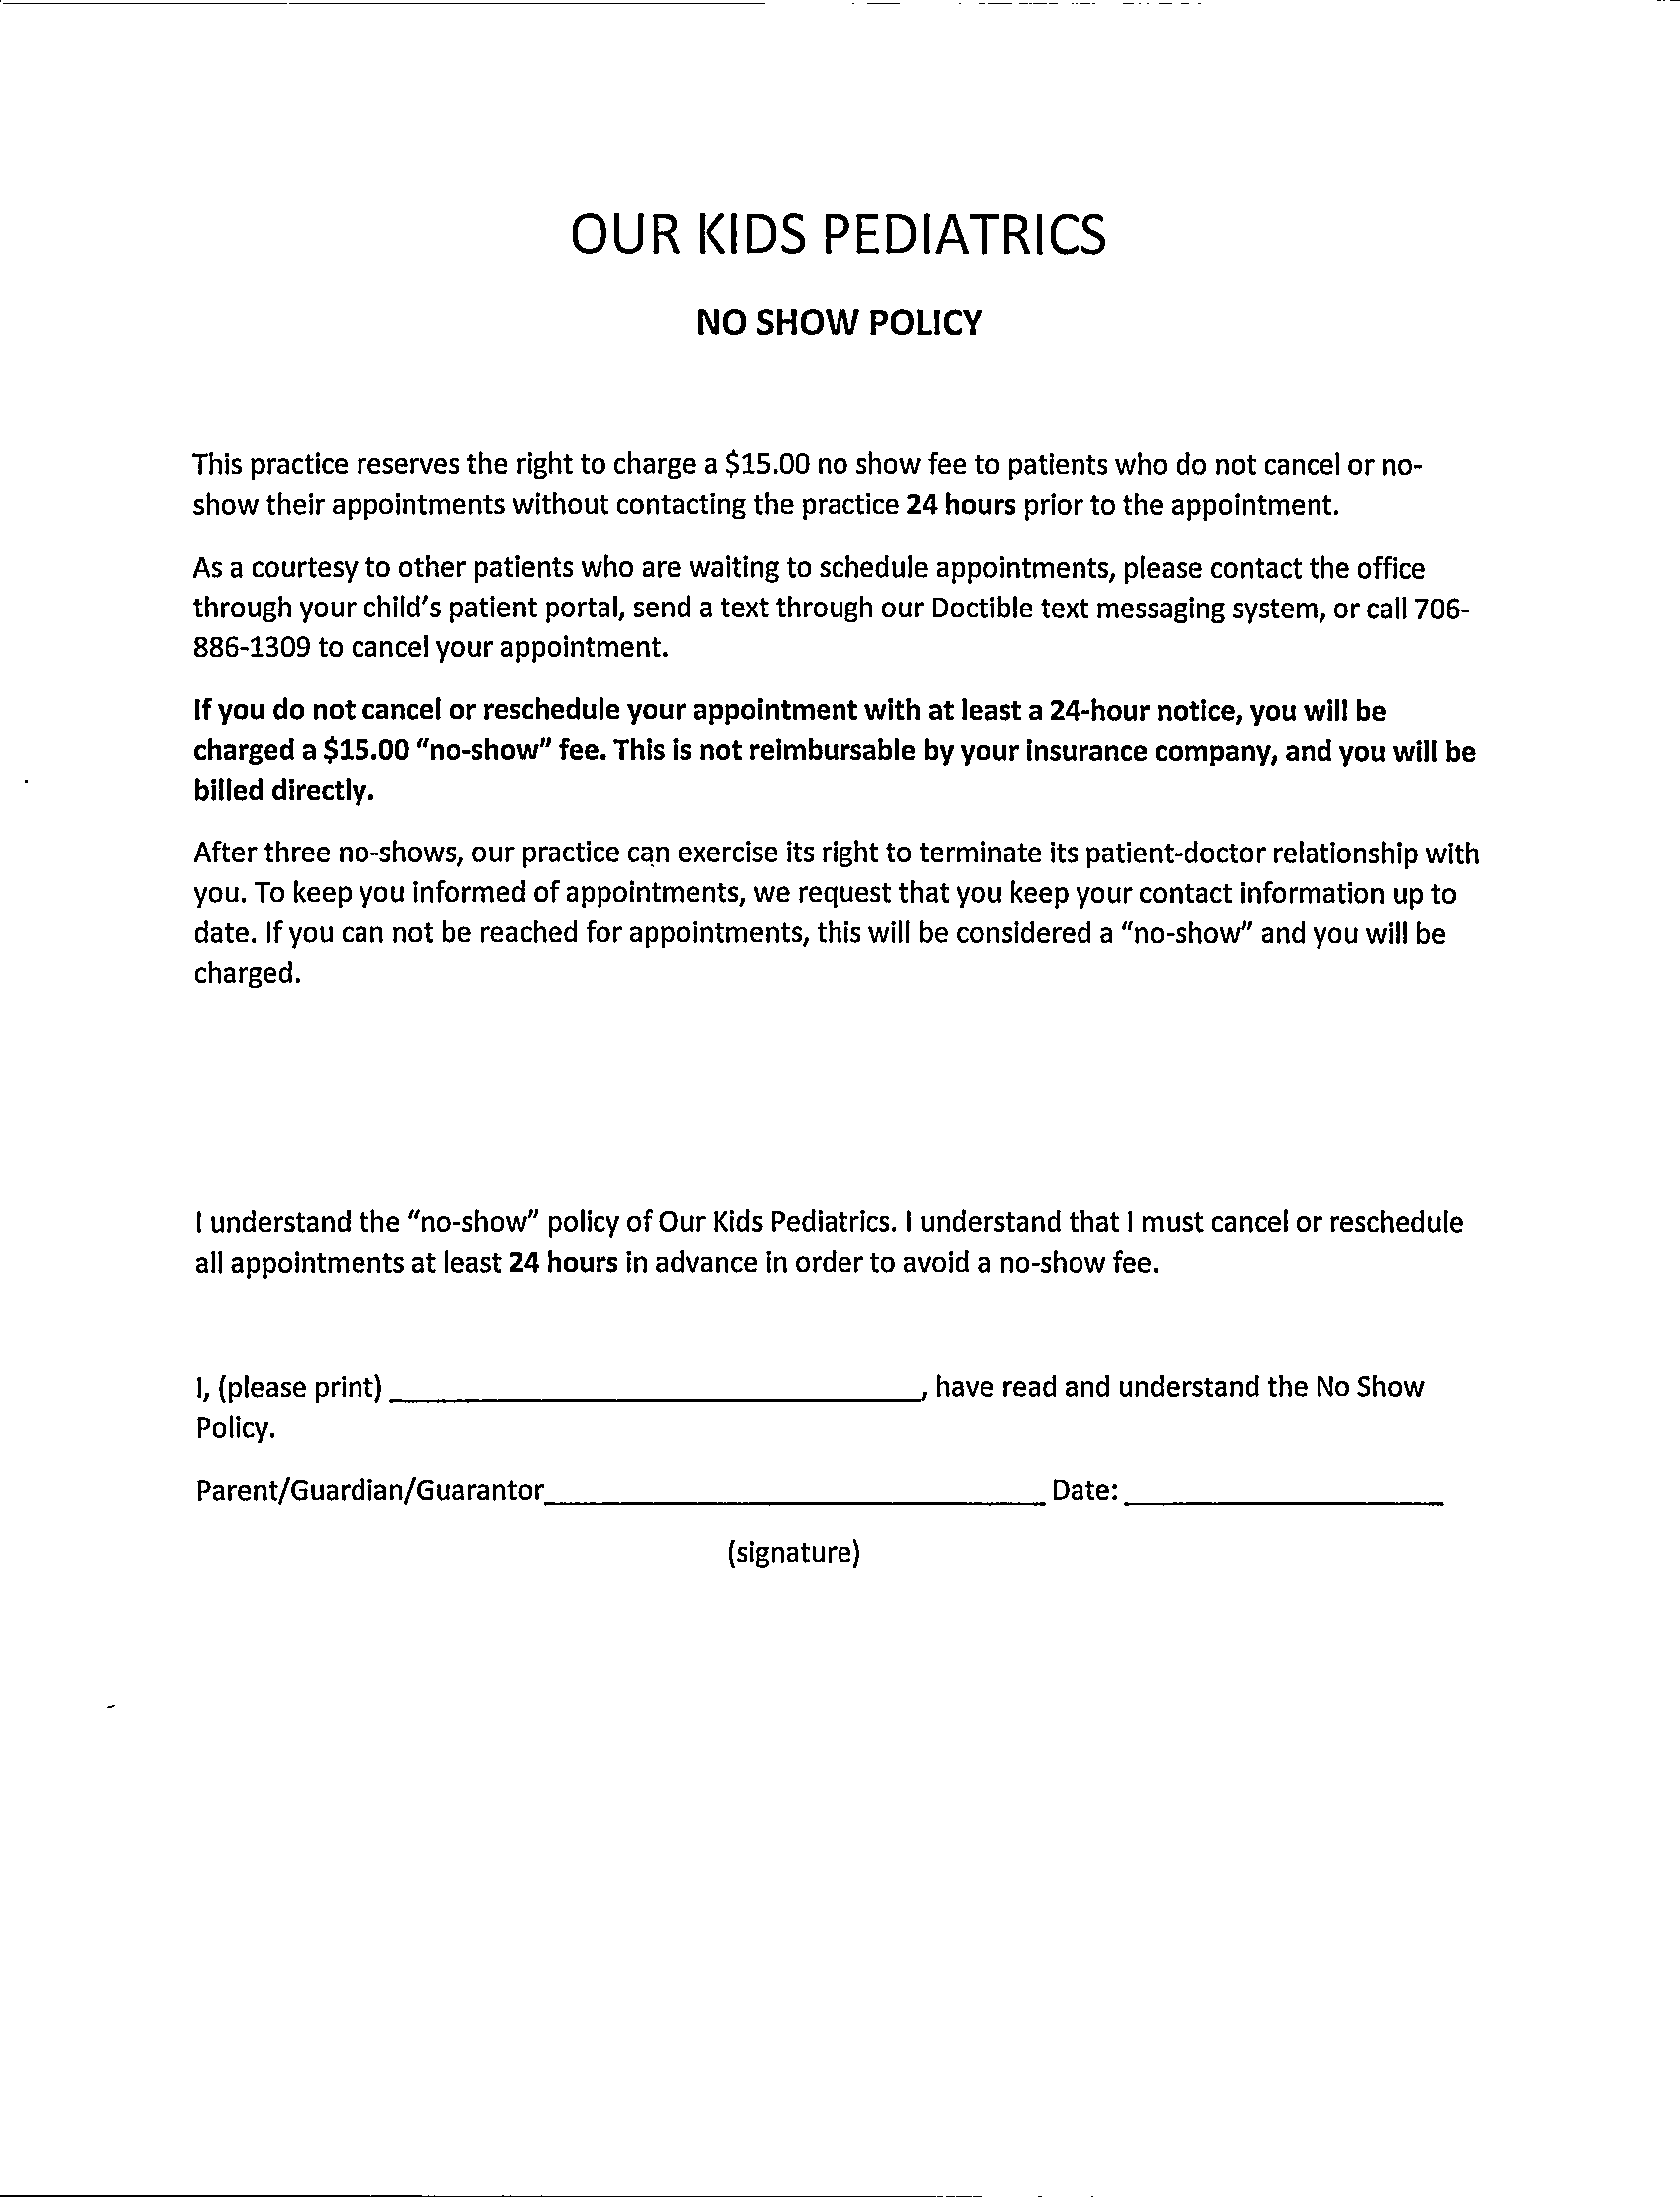 OUR KIDS PEDIATRICS
NO SHOW POLICY
This practice reserves the right to charge a $15.00 no show fee to patients who do not cancel or no-
show their appointments without contacting the practice 24 hours prior to the appointment.
As a courtesy to other patients who are waiting to schedule appointments, please contact the office
through your child's patient portal, send a text through our Doctible text messaging system, or call 706-
886-1309 to cancel your appointment.
If you do not cancel or reschedule your appointment with at least a 24-hour notice, you will be
charged a $15.00 “no-show” fee. This is not reimbursable by your insurance company, and you will be
billed directly.
After three no-shows, our practice can exercise its right to terminate its patient-doctor relationship with
you. To keep you informed of appointments, we request that you keep your contact information up to
date. If you can not be reached for appointments, this will be considered a “no-show” and you will be
charged.
I understand the “no-show” policy of Our Kids Pediatrics. I understand that I must cancel or reschedule
all appointments at least 24 hours in advance in order to avoid a no-show fee.
I, (please print) ________________________________, have read and understand the No Show
Policy.
Parent/Guardian/Guarantor______________________________ Date: ___________________
(signature)